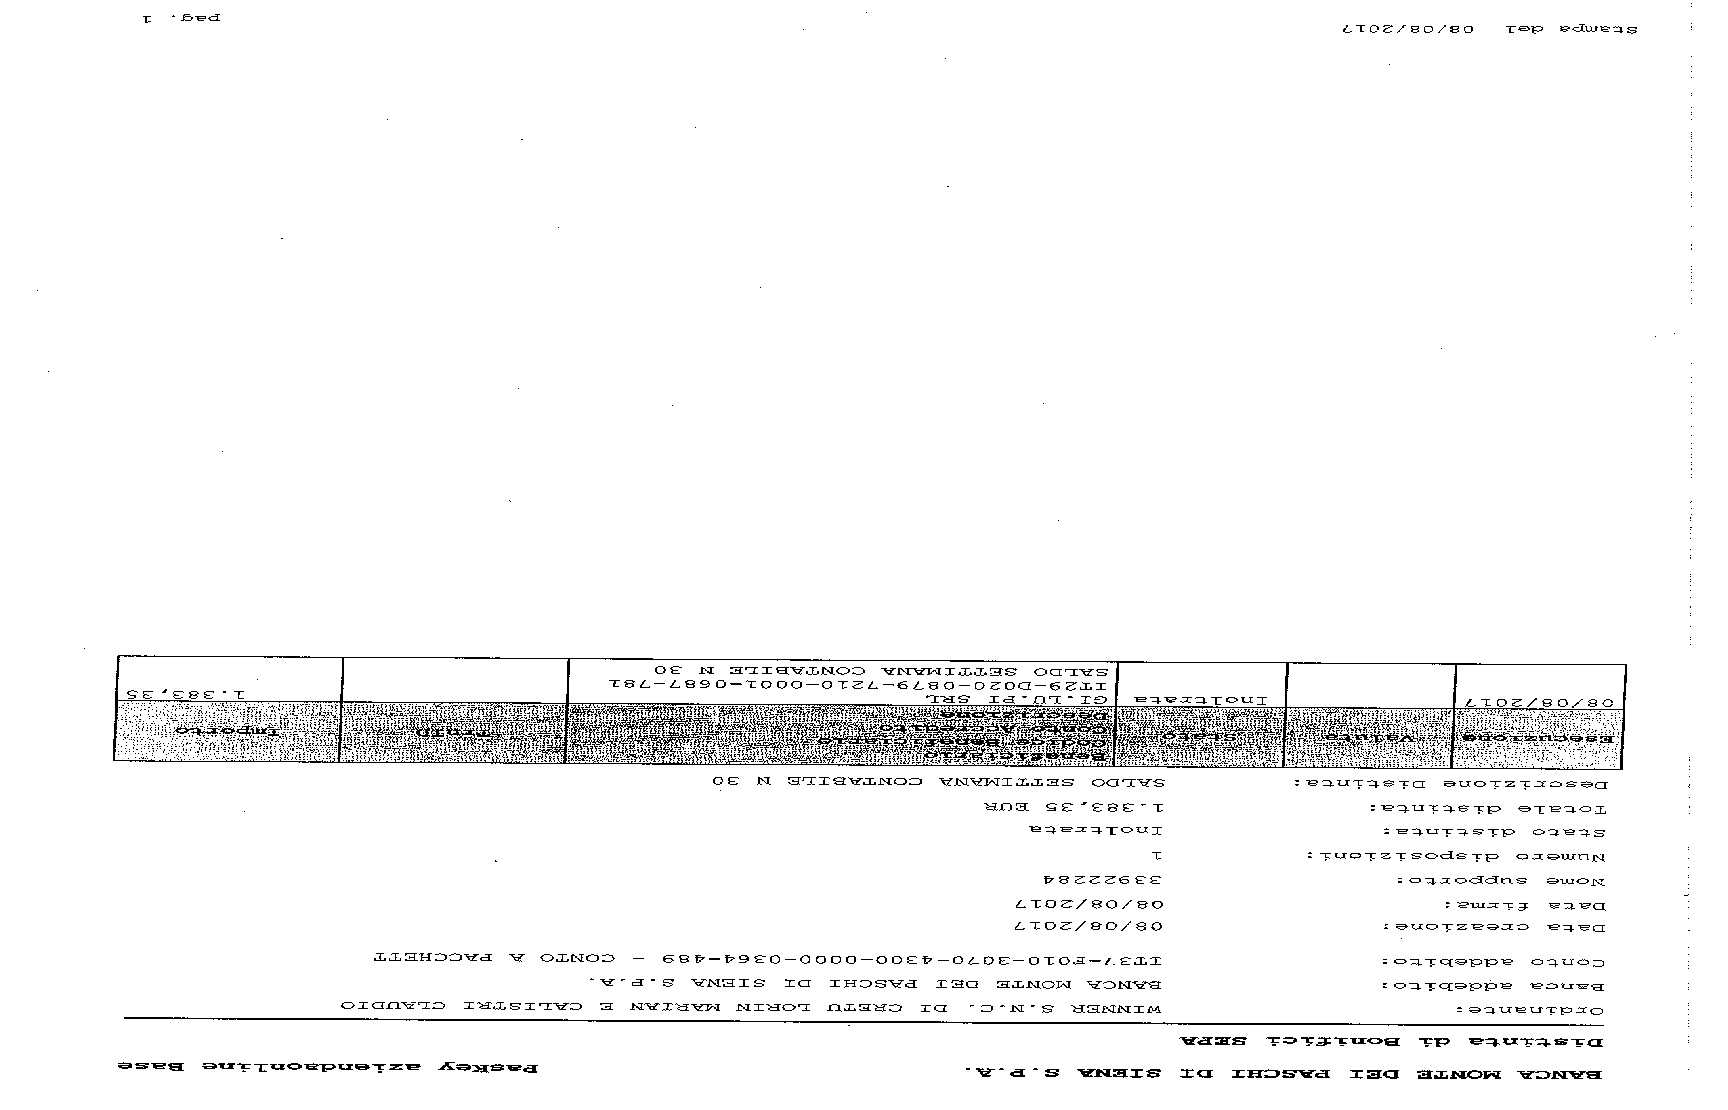 BANCA MONTE DEI PASCHI DI SIENA S.P.A. Paskey aziendaonline Base
Distinta di Bonifici SEPA
Ordinante: WINNER S.N.C. DI CRETU LORIN MARIAN E CALISTRI CLAUDIO
Banca addebito: BANCA MONTE DEI PASCHI DI SIENA S.P.A.
Conto addebito: IT37-F010-3070-4300-0000-0364-489 - CONTO A PACCHETT
Data creazione: 08/08/2017
Data firma: 08/08/2017
Nome supporto: 33922284
Numero disposizioni: 1
Stato distinta: Inoltrata
Totale distinta: 1.383,35 EUR
Descrizione Distinta: SALDO SETTIMANA CONTABILE N 30
Esecuzione Valuta Stato Beneficiario TrnID Importo
Descrizione
08/08/2017 Inoltrata GI.LU.PI SRL 1.383,35
IT29-D020-0879-7210-0001-0687-781
SALDO SETTIMANA CONTABILE N 30
Stampa del 08/08/2017 pag. 1